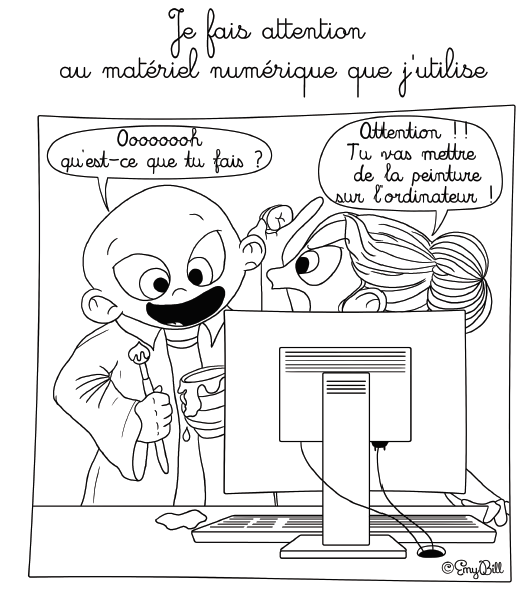 Je fais attention
au matériel numérique que j'utilise
Oooooooh
qu'est-ce que tu fais ?
Attention !!
Tu vas mettre
de la peinture
sur l'ordinateur !
©EmyBill